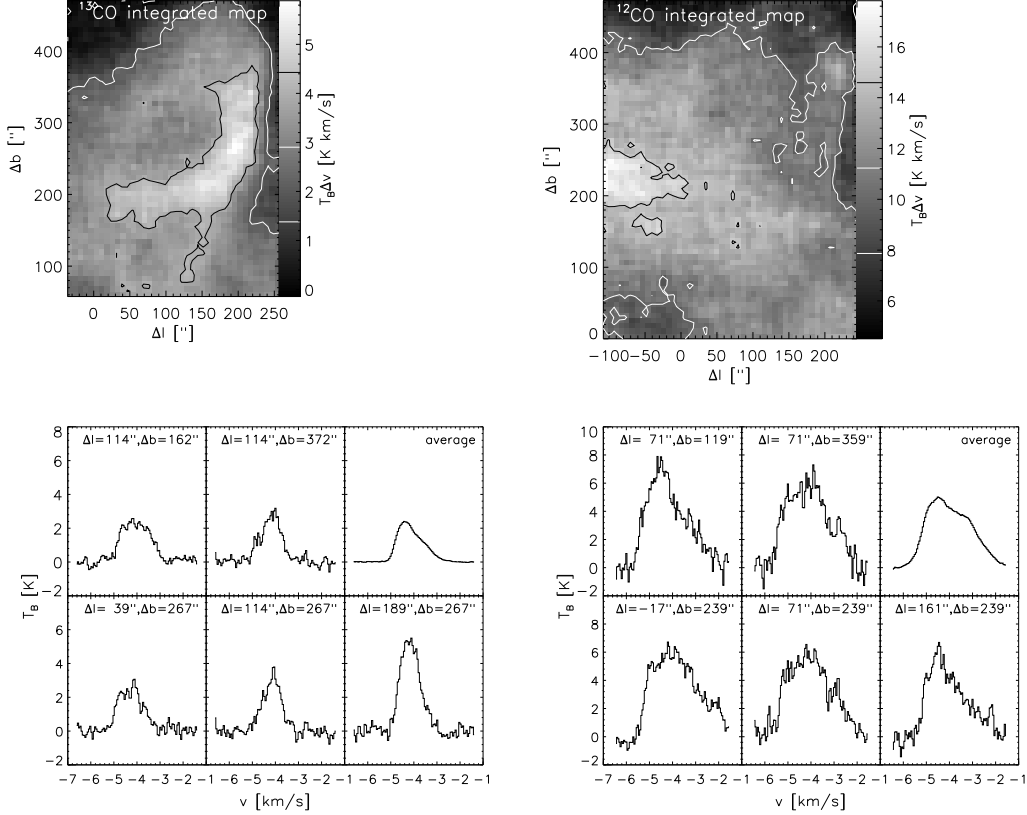 ¹³CO integrated map
400
300
200
100
Δb ["]
0 50 100 150 200 250
Δl ["]
5
4
3
2
1
0
T_BΔv [K km/s]
¹²CO integrated map
400
300
200
100
0
Δb ["]
−100 −50 0 50 100 150 200
Δl ["]
16
14
12
10
8
6
T_BΔv [K km/s]
Δl= 114",Δb=162"
Δl= 114",Δb=372"
average
8
6
4
2
0
−2
T_B [K]
Δl= 39",Δb=267"
Δl= 114",Δb=267"
Δl= 189",Δb=267"
6
4
2
0
−2
−7 −6 −5 −4 −3 −2 −1 −6 −5 −4 −3 −2 −1 −6 −5 −4 −3 −2 −1
v [km/s]
Δl= 71",Δb=119"
Δl= 71",Δb=359"
average
10
8
6
4
2
0
−2
T_B [K]
Δl=−17",Δb=239"
Δl= 71",Δb=239"
Δl= 161",Δb=239"
8
6
4
2
0
−2
−7 −6 −5 −4 −3 −2 −1 −6 −5 −4 −3 −2 −1 −6 −5 −4 −3 −2 −1
v [km/s]